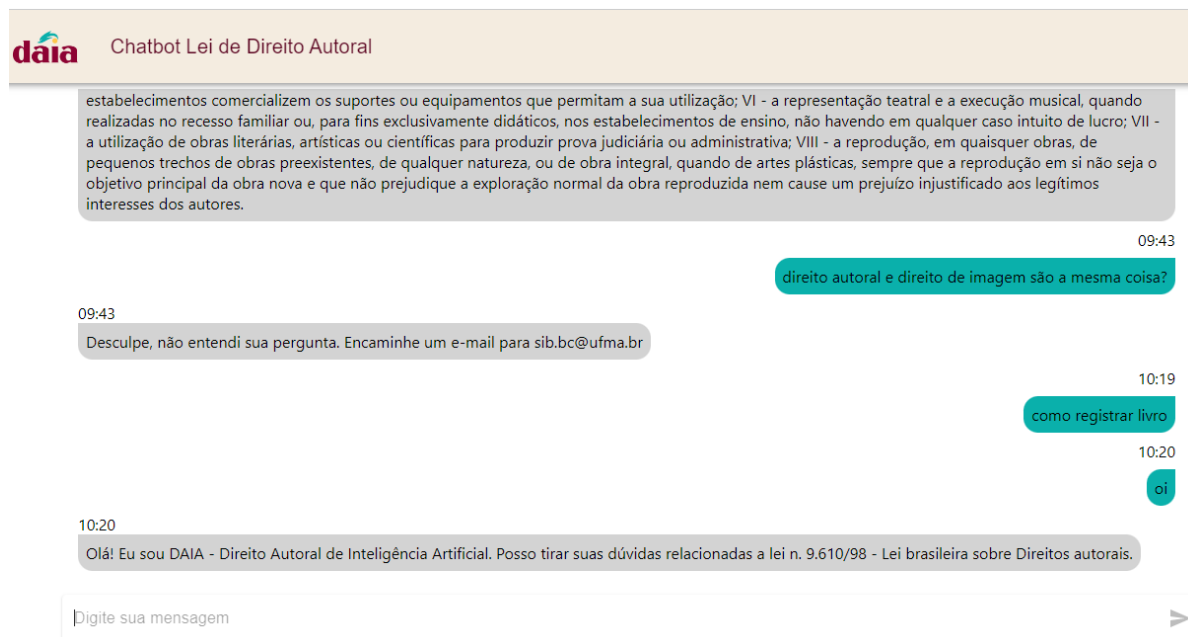 daia
Chatbot Lei de Direito Autoral
estabelecimentos comercializem os suportes ou equipamentos que permitam a sua utilização; VI - a representação teatral e a execução musical, quando
realizadas no recesso familiar ou, para fins exclusivamente didáticos, nos estabelecimentos de ensino, não havendo em qualquer caso intuito de lucro; VII -
a utilização de obras literárias, artísticas ou científicas para produzir prova judiciária ou administrativa; VIII - a reprodução, em quaisquer obras, de
pequenos trechos de obras preexistentes, de qualquer natureza, ou de obra integral, quando de artes plásticas, sempre que a reprodução em si não seja o
objetivo principal da obra nova e que não prejudique a exploração normal da obra reproduzida nem cause um prejuízo injustificado aos legítimos
interesses dos autores.
09:43
direito autoral e direito de imagem são a mesma coisa?
09:43
Desculpe, não entendi sua pergunta. Encaminhe um e-mail para sib.bc@ufma.br
10:19
como registrar livro
10:20
oi
10:20
Olá! Eu sou DAIA - Direito Autoral de Inteligência Artificial. Posso tirar suas dúvidas relacionadas a lei n. 9.610/98 - Lei brasileira sobre Direitos autorais.
Digite sua mensagem